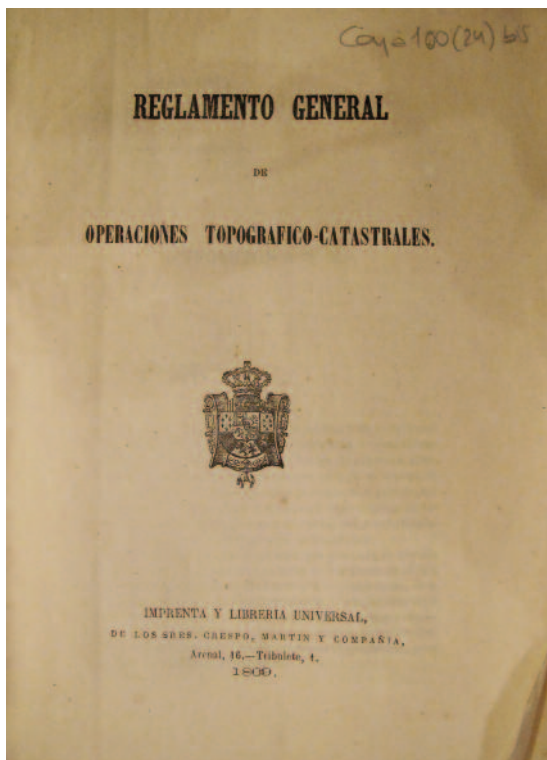 Caja 100 (24) bis
REGLAMENTO GENERAL
DE
OPERACIONES TOPOGRAFICO-CATASTRALES.
IMPRENTA Y LIBRERIA UNIVERSAL,
DE LOS SRES. CRESPO, MARTIN Y COMPAÑIA,
Arenal, 16.—Tribulete, 4.